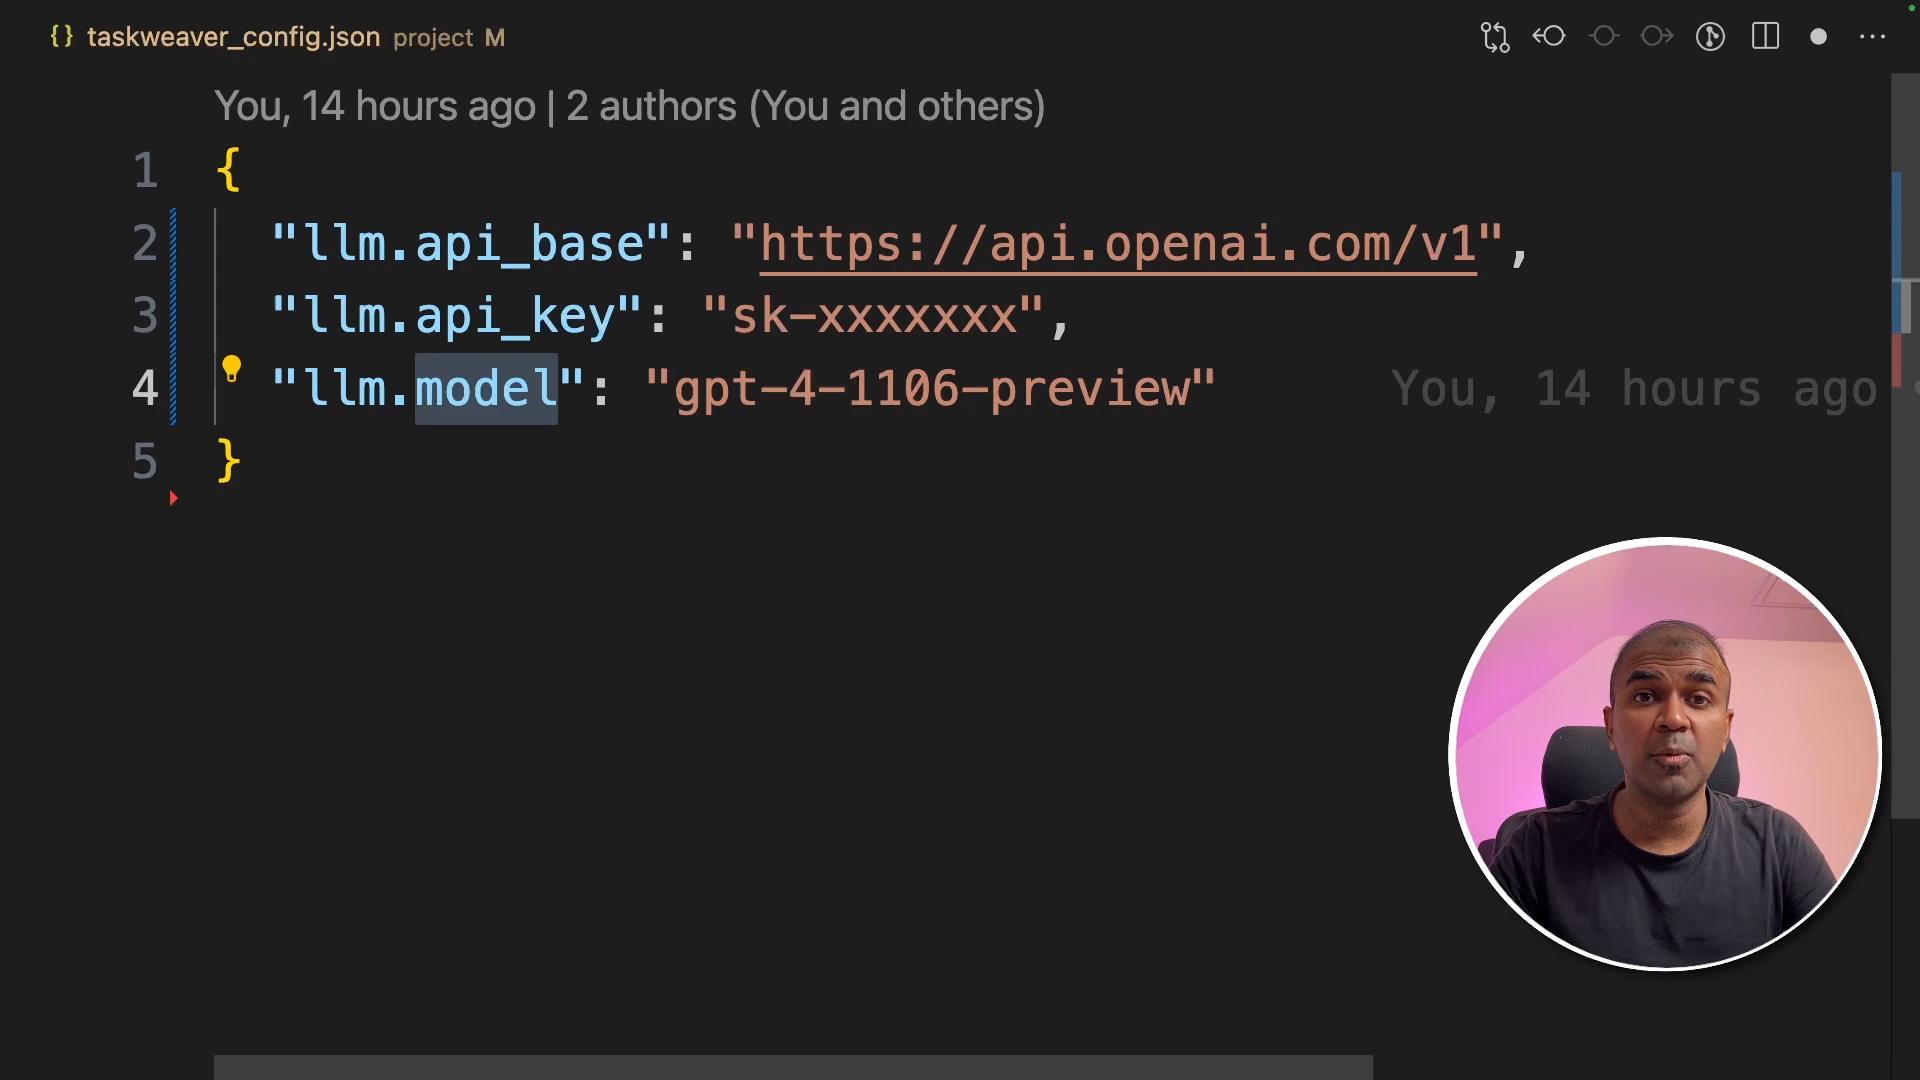 {} taskweaver_config.json project M
You, 14 hours ago | 2 authors (You and others)
1 {
2 "llm.api_base": "https://api.openai.com/v1",
3 "llm.api_key": "sk-xxxxxxx",
4 "llm.model": "gpt-4-1106-preview" You, 14 hours ago
5 }